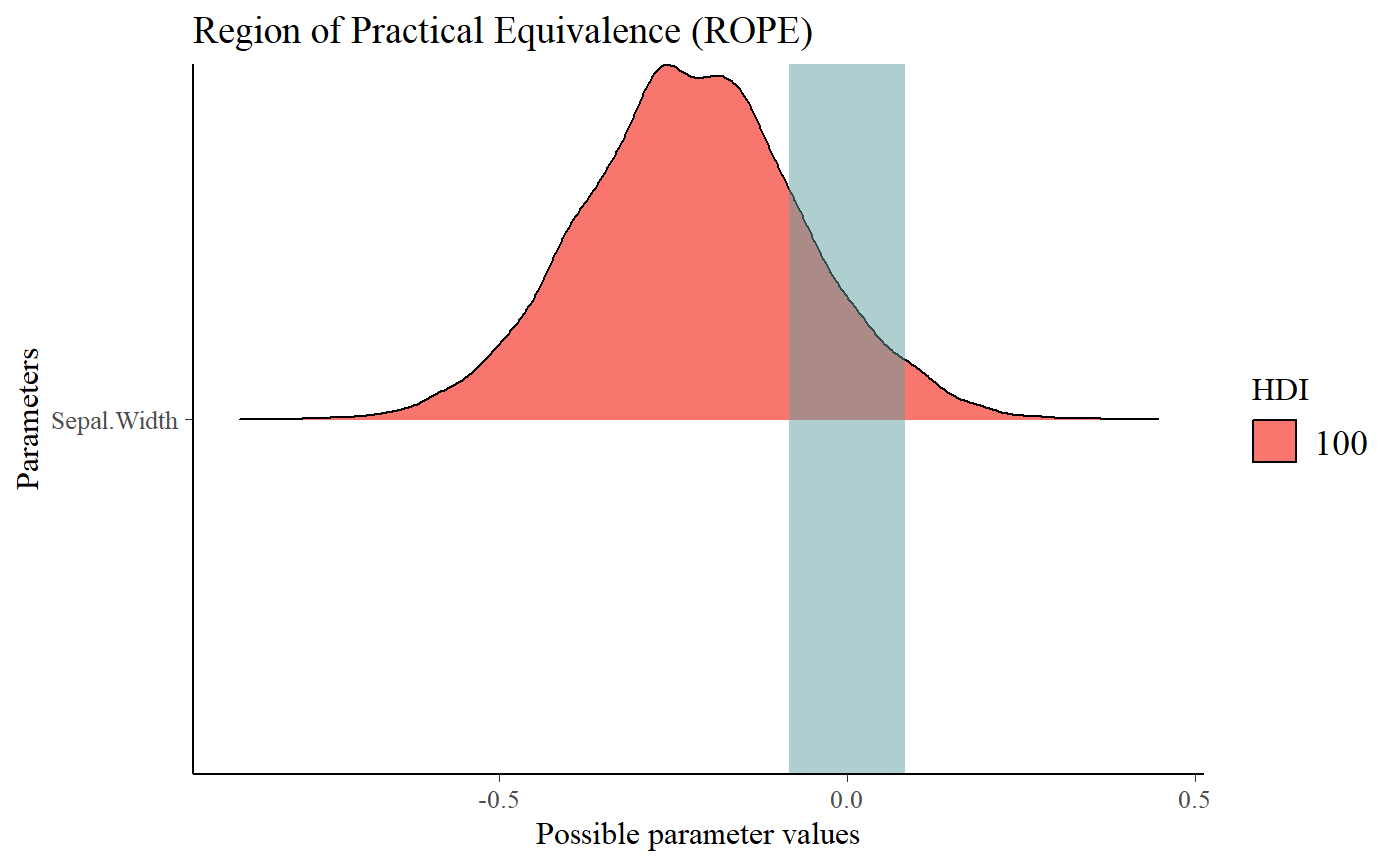 Region of Practical Equivalence (ROPE)
Parameters
Sepal.Width
HDI
100
-0.5
0.0
0.5
Possible parameter values